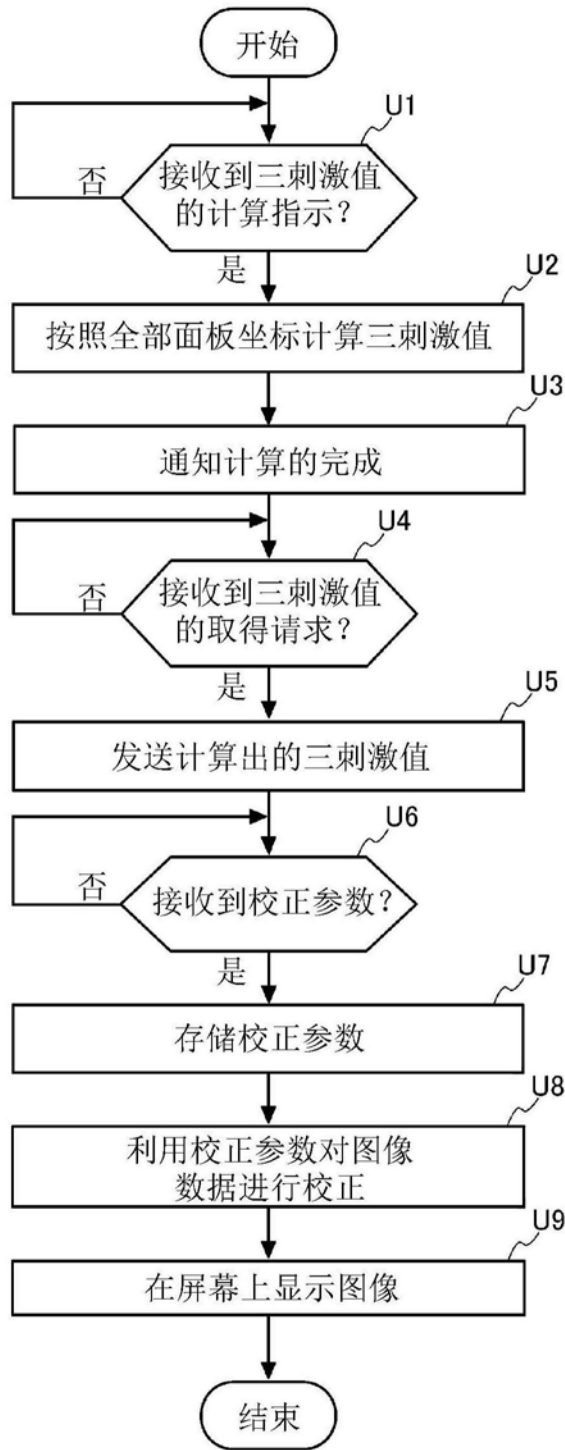 开始
U1
接收到三刺激值
的计算指示？
否
是
U2
按照全部面板坐标计算三刺激值
U3
通知计算的完成
U4
接收到三刺激值
的取得请求？
否
是
U5
发送计算出的三刺激值
U6
接收到校正参数？
否
是
U7
存储校正参数
U8
利用校正参数对图像
数据进行校正
U9
在屏幕上显示图像
结束